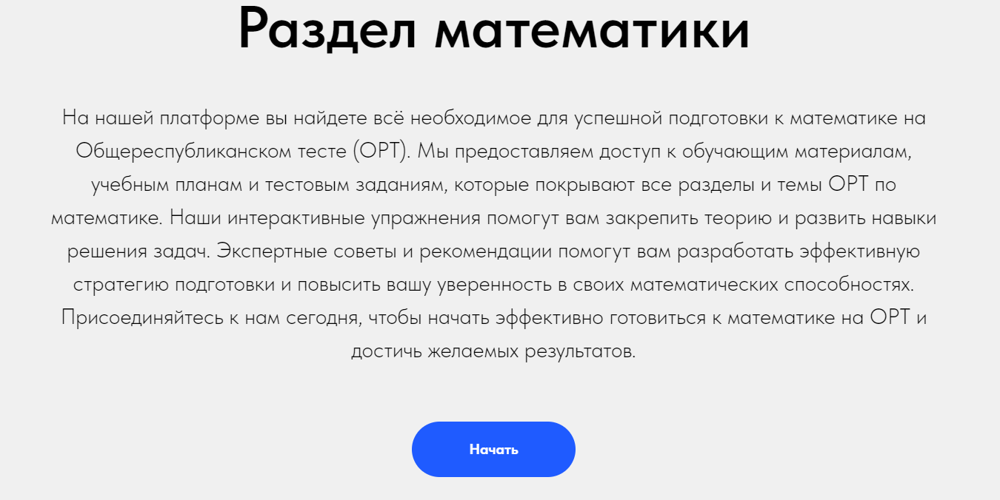 Раздел математики
На нашей платформе вы найдете всё необходимое для успешной подготовки к математике на
Общереспубликанском тесте (ОРТ). Мы предоставляем доступ к обучающим материалам,
учебным планам и тестовым заданиям, которые покрывают все разделы и темы ОРТ по
математике. Наши интерактивные упражнения помогут вам закрепить теорию и развить навыки
решения задач. Экспертные советы и рекомендации помогут вам разработать эффективную
стратегию подготовки и повысить вашу уверенность в своих математических способностях.
Присоединяйтесь к нам сегодня, чтобы начать эффективно готовиться к математике на ОРТ и
достичь желаемых результатов.
Начать